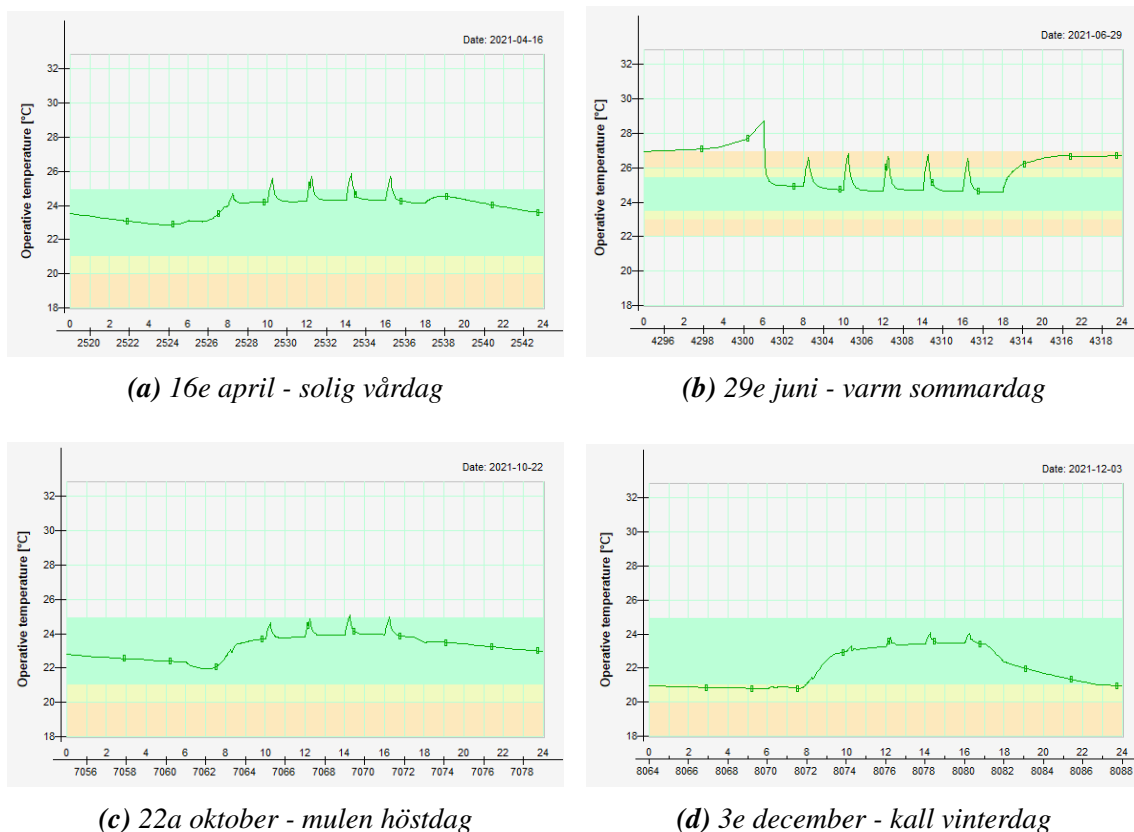 Date: 2021-04-16
Operative temperature [°C]
32
30
28
26
24
22
20
18
0 2 4 6 8 10 12 14 16 18 20 22 24
2520 2522 2524 2526 2528 2530 2532 2534 2536 2538 2540 2542
(a) 16e april - solig vårdag
Date: 2021-06-29
Operative temperature [°C]
32
30
28
26
24
22
20
18
0 2 4 6 8 10 12 14 16 18 20 22 24
4296 4298 4300 4302 4304 4306 4308 4310 4312 4314 4316 4318
(b) 29e juni - varm sommardag
Date: 2021-10-22
Operative temperature [°C]
32
30
28
26
24
22
20
18
0 2 4 6 8 10 12 14 16 18 20 22 24
7056 7058 7060 7062 7064 7066 7068 7070 7072 7074 7076 7078
(c) 22a oktober - mulen höstdag
Date: 2021-12-03
Operative temperature [°C]
32
30
28
26
24
22
20
18
0 2 4 6 8 10 12 14 16 18 20 22 24
8064 8066 8068 8070 8072 8074 8076 8078 8080 8082 8084 8086 8088
(d) 3e december - kall vinterdag